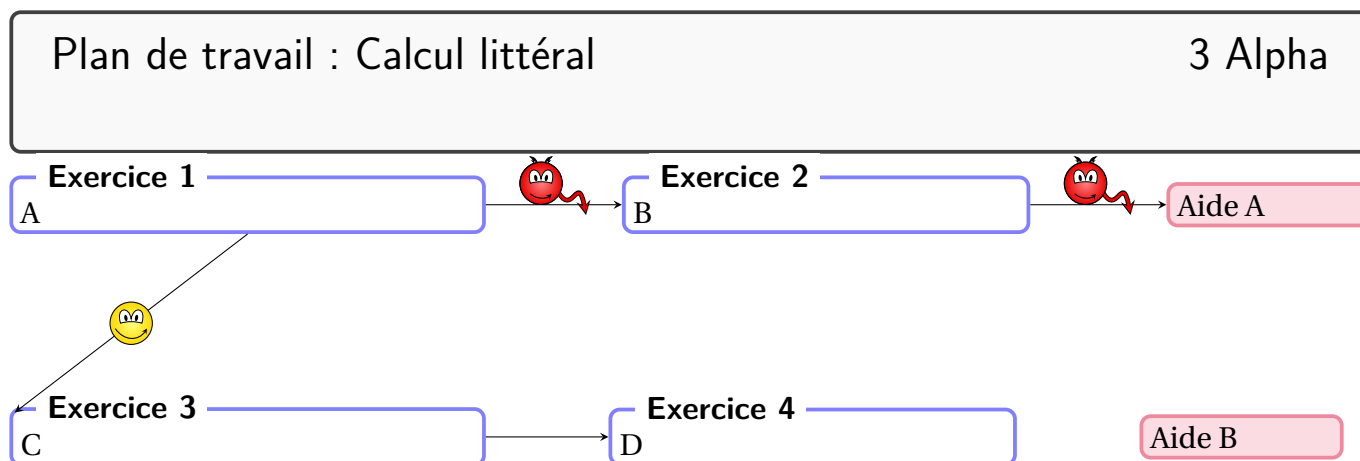 Plan de travail : Calcul littéral 3 Alpha
Exercice 1 Exercice 2
A B Aide A
Exercice 3 Exercice 4
C D Aide B